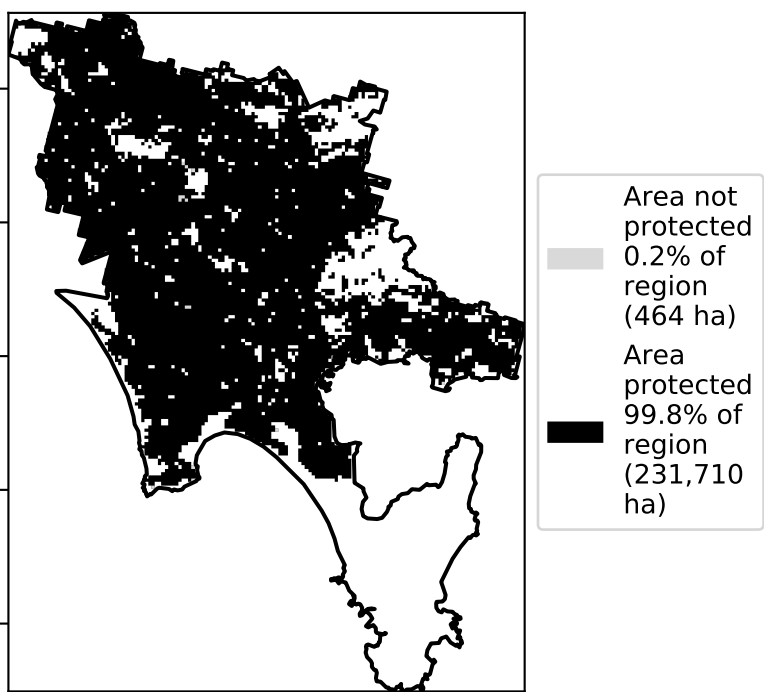 Area not
protected
0.2% of
region
(464 ha)
Area
protected
99.8% of
region
(231,710
ha)